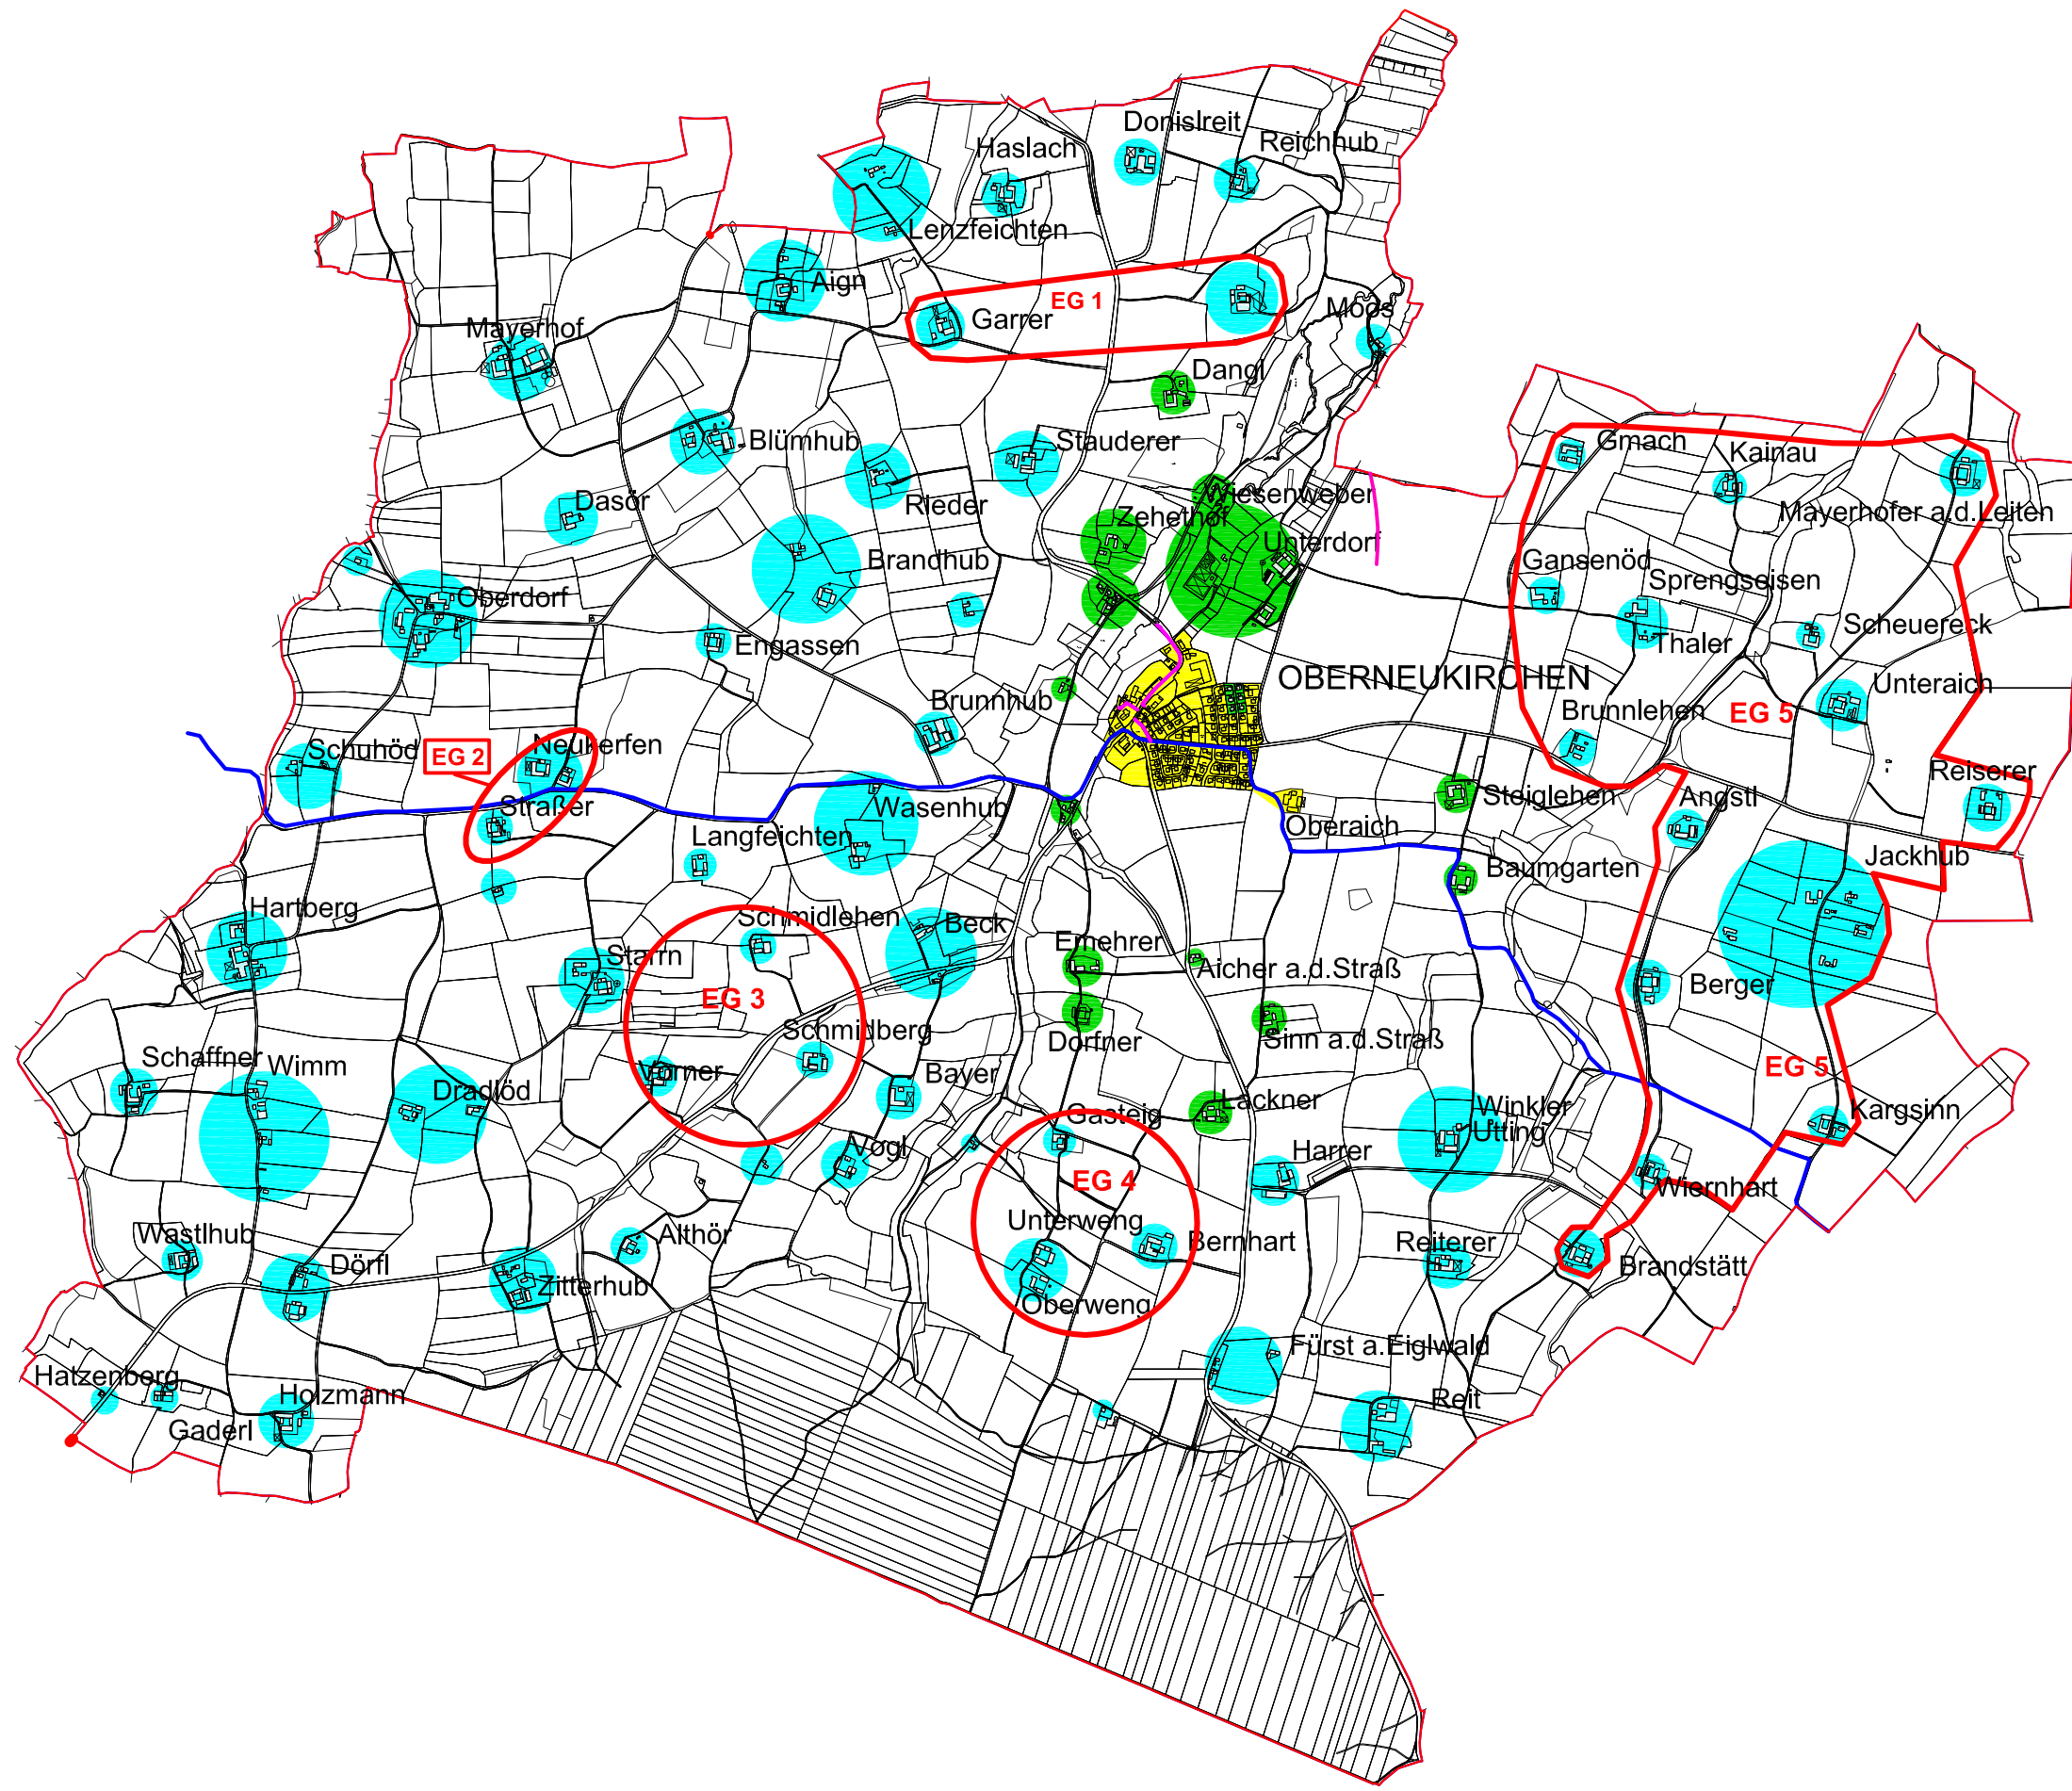 Donislreit
Reichhub
Haslach
Lenzfeichten
Aign
EG 1
Garrer
Moos
Mayerhof
Dangl
Blümhub
Stauderer
Gmach
Kainau
Rieder
Wiesenweber
Dasör
Zehethof
Mayerhofer a.d.Leiten
Brandhub
Unterdorf
Gansenöd
Sprengseisen
Oberdorf
Engassen
Thaler
Scheuereck
OBERNEUKIRCHEN
Unteraich
Brunnhub
Brunnlehen
EG 5
Schuhöd
EG 2
Neukerfen
Reiserer
Straßer
Wasenhub
Steiglehen
Angstl
Langfeichten
Oberaich
Jackhub
Baumgarten
Hartberg
Schmidlehen
Beck
Starrn
Emehrer
Aicher a.d.Straß
EG 3
Berger
Schmidberg
Dorfner
Sinn a.d.Straß
Schaffner
Wimm
Vorner
Bayer
EG 5
Dradlöd
Lackner
Winkler
Kargsinn
Gasteig
Utting
Vogl
Harrer
EG 4
Wiernhart
Unterweng
Wastlhub
Althör
Bernhart
Reiterer
Dörfl
Brandstätt
Zitterhub
Oberweng
Fürst a.Eiglwald
Hatzenberg
Holzmann
Reit
Gaderl